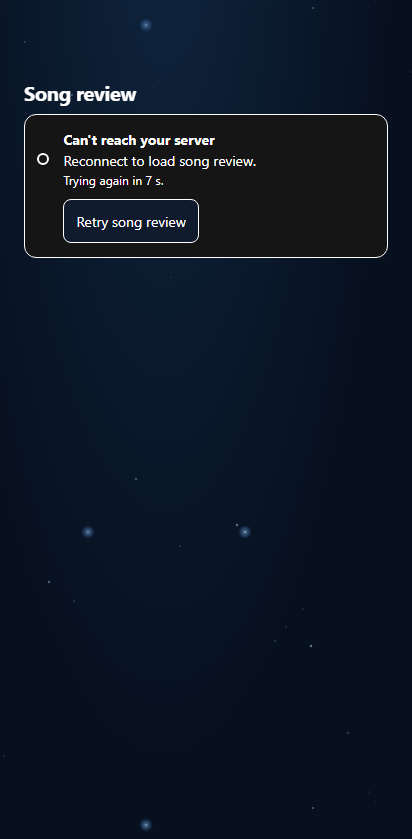 Song review
Can't reach your server
Reconnect to load song review.
Trying again in 7 s.
Retry song review